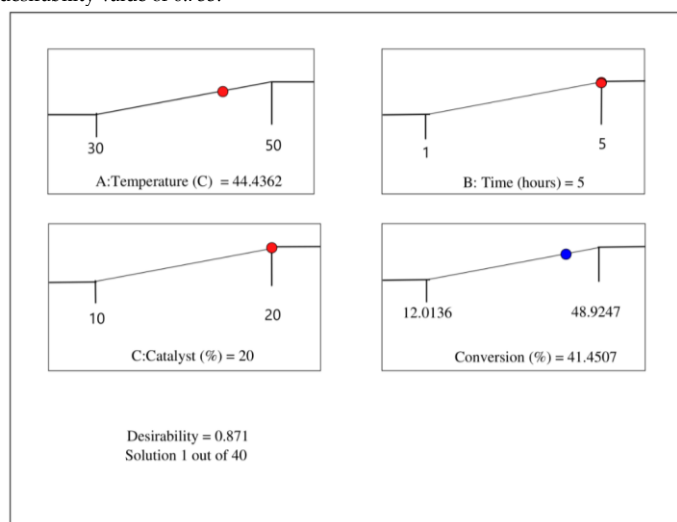 30
50
A:Temperature (C) = 44.4362
1
5
B: Time (hours) = 5
10
20
C:Catalyst (%) = 20
12.0136
48.9247
Conversion (%) = 41.4507
Desirability = 0.871
Solution 1 out of 40